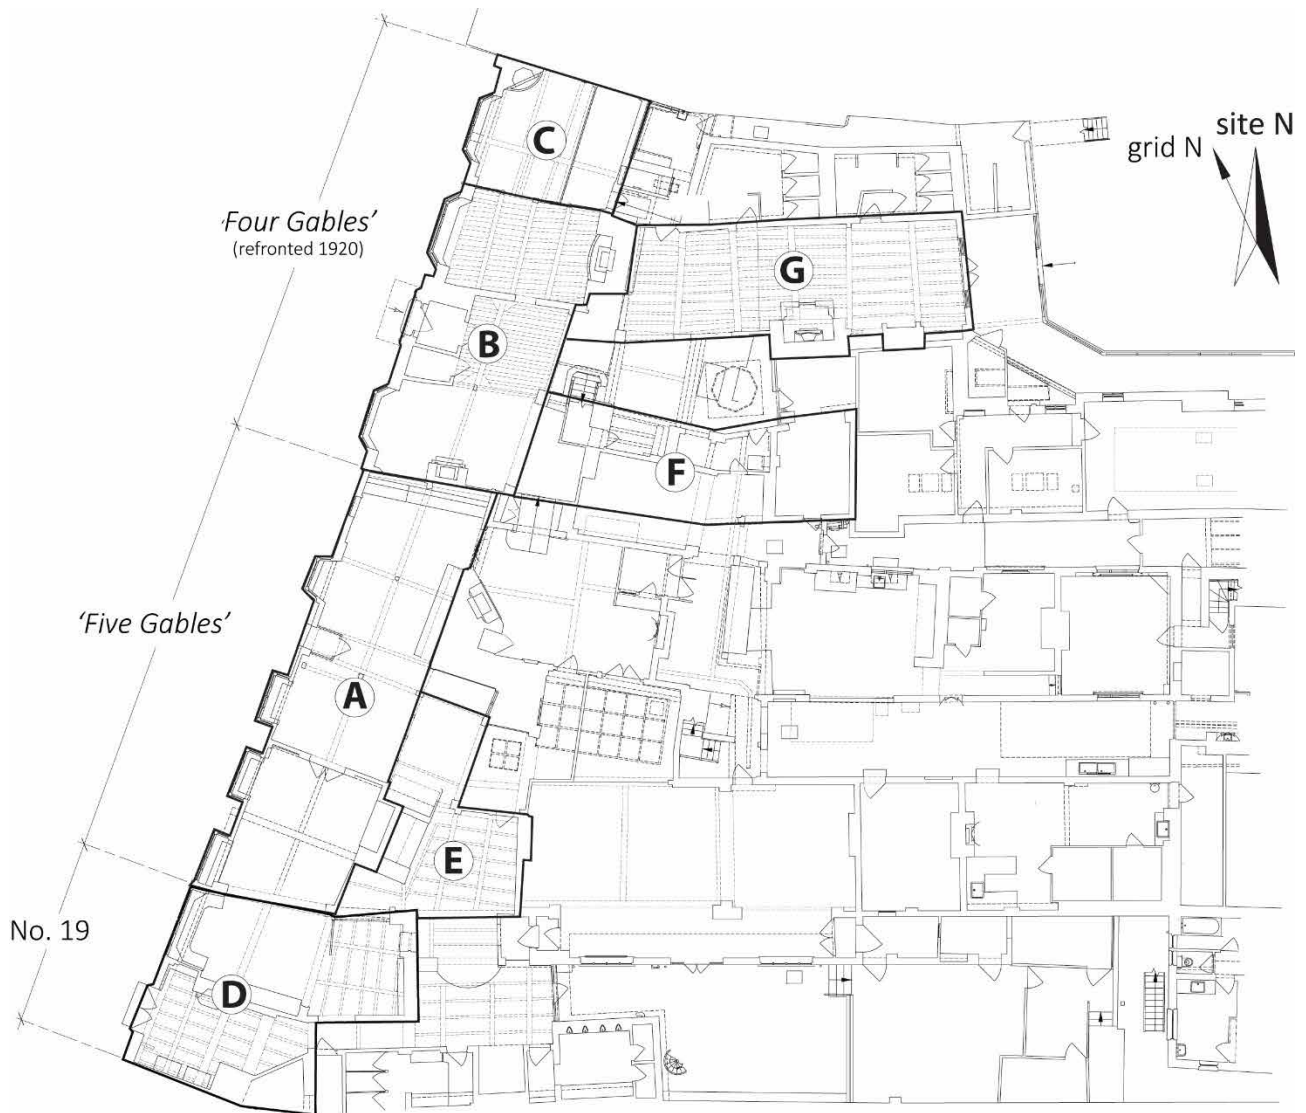 C
site N
grid N
'Four Gables'
(refronted 1920)
G
B
F
'Five Gables'
A
E
No. 19
D